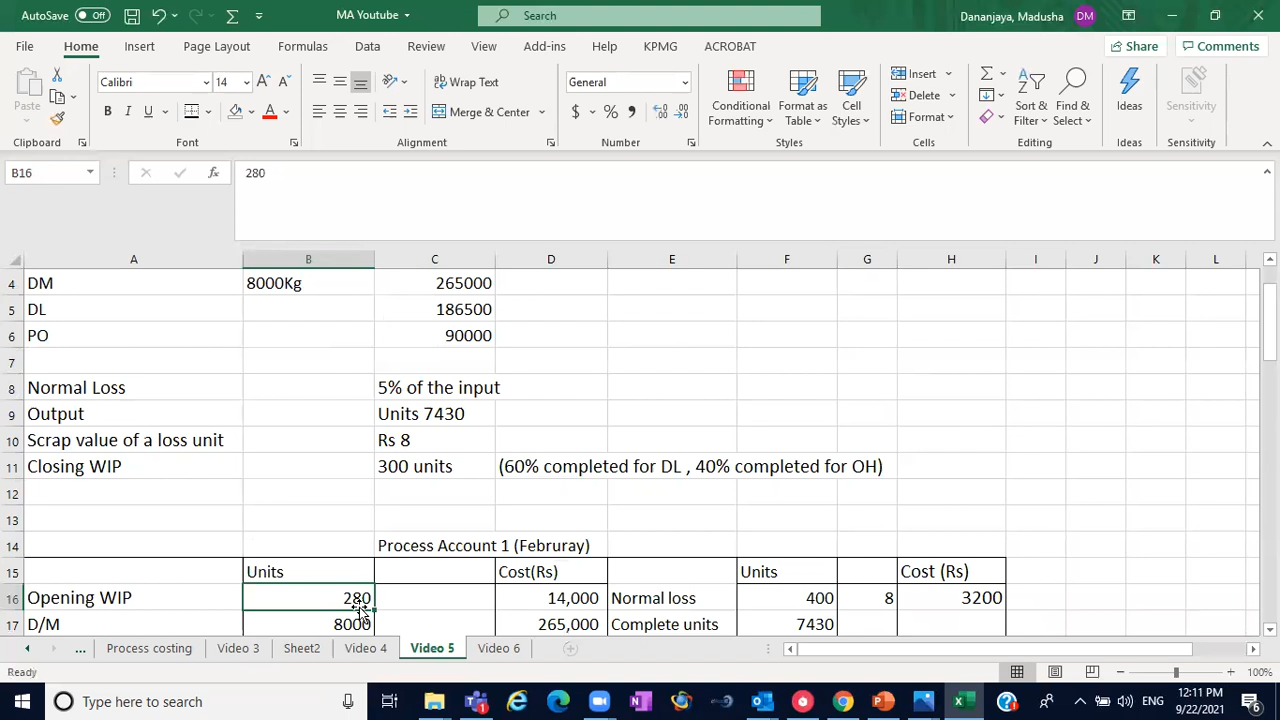 AutoSave Off MA Youtube Search Dananjaya, Madusha DM
File Home Insert Page Layout Formulas Data Review View Add-ins Help KPMG ACROBAT Share Comments
Calibri 14 Wrap Text General Insert
Paste Merge & Center Conditional Formatting Format as Table Cell Styles Delete Sort & Filter Find & Select Ideas Sensitivity
Format
Clipboard Font Alignment Number Styles Cells Editing Ideas Sensitivity
B16 fx 280
A B C D E F G H I J K L
4 DM 8000Kg 265000
5 DL 186500
6 PO 90000
7
8 Normal Loss 5% of the input
9 Output Units 7430
10 Scrap value of a loss unit Rs 8
11 Closing WIP 300 units (60% completed for DL , 40% completed for OH)
12
13
14 Process Account 1 (Februray)
15 Units Cost(Rs) Units Cost (Rs)
16 Opening WIP 280 14,000 Normal loss 400 8 3200
17 D/M 8000 265,000 Complete units 7430
... Process costing Video 3 Sheet2 Video 4 Video 5 Video 6
Ready 100%
Type here to search ENG 12:11 PM
9/22/2021 6